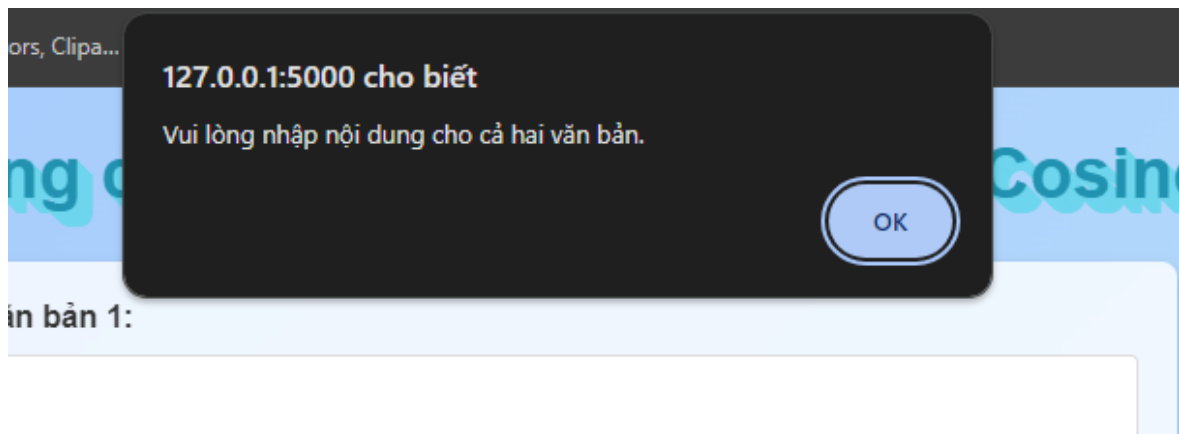 ors, Clipa...
127.0.0.1:5000 cho biết
Vui lòng nhập nội dung cho cả hai văn bản.
OK
ng
Cosin
bản 1: